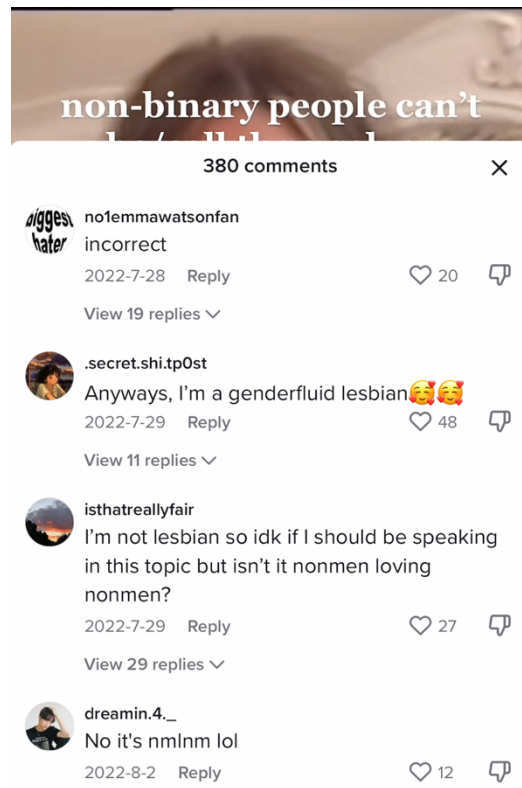 non-binary people can't
380 comments
biggest
hater
no1emmawatsonfan
incorrect
2022-7-28 Reply 20
View 19 replies
.secret.shi.tp0st
Anyways, I'm a genderfluid lesbian🥰🥰
2022-7-29 Reply 48
View 11 replies
isthatreallyfair
I'm not lesbian so idk if I should be speaking
in this topic but isn't it nonmen loving
nonmen?
2022-7-29 Reply 27
View 29 replies
dreamin.4._
No it's nmlnm lol
2022-8-2 Reply 12